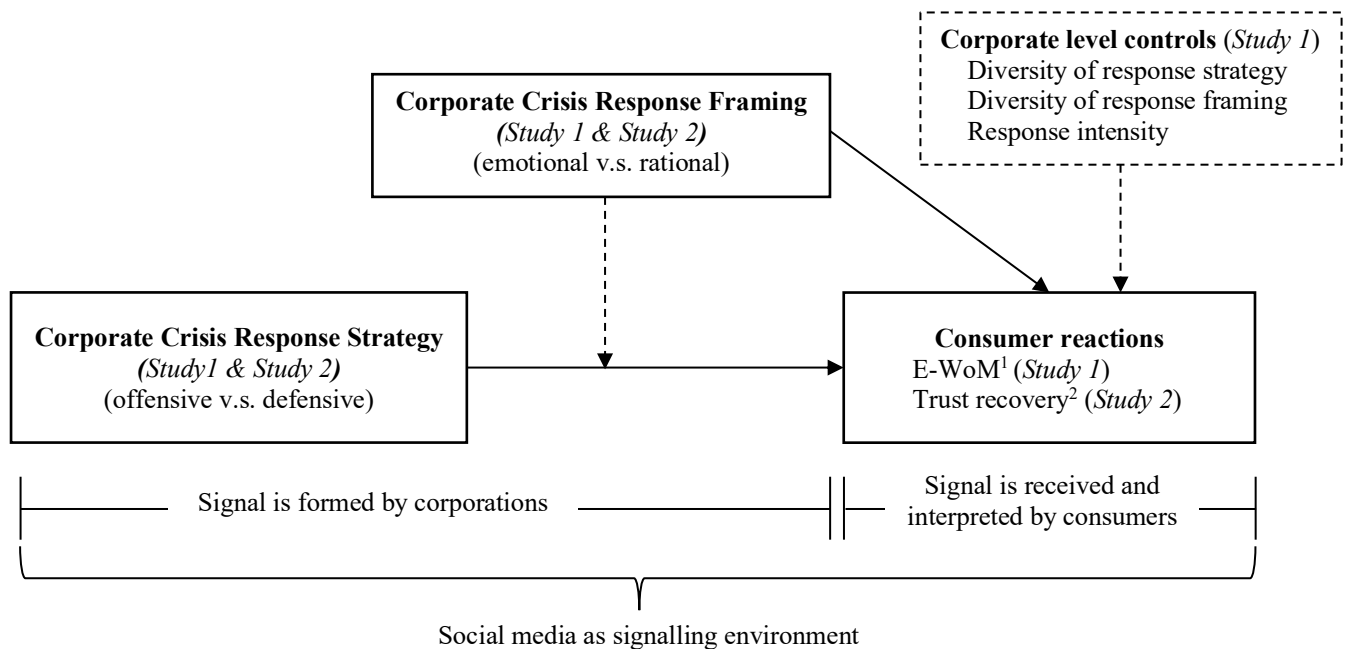 Corporate level controls (Study 1)
Diversity of response strategy
Diversity of response framing
Response intensity
Corporate Crisis Response Framing
(Study 1 & Study 2)
(emotional v.s. rational)
Corporate Crisis Response Strategy
(Study1 & Study 2)
(offensive v.s. defensive)
Consumer reactions
E-WoM¹ (Study 1)
Trust recovery² (Study 2)
Signal is formed by corporations
Signal is received and
interpreted by consumers
Social media as signalling environment